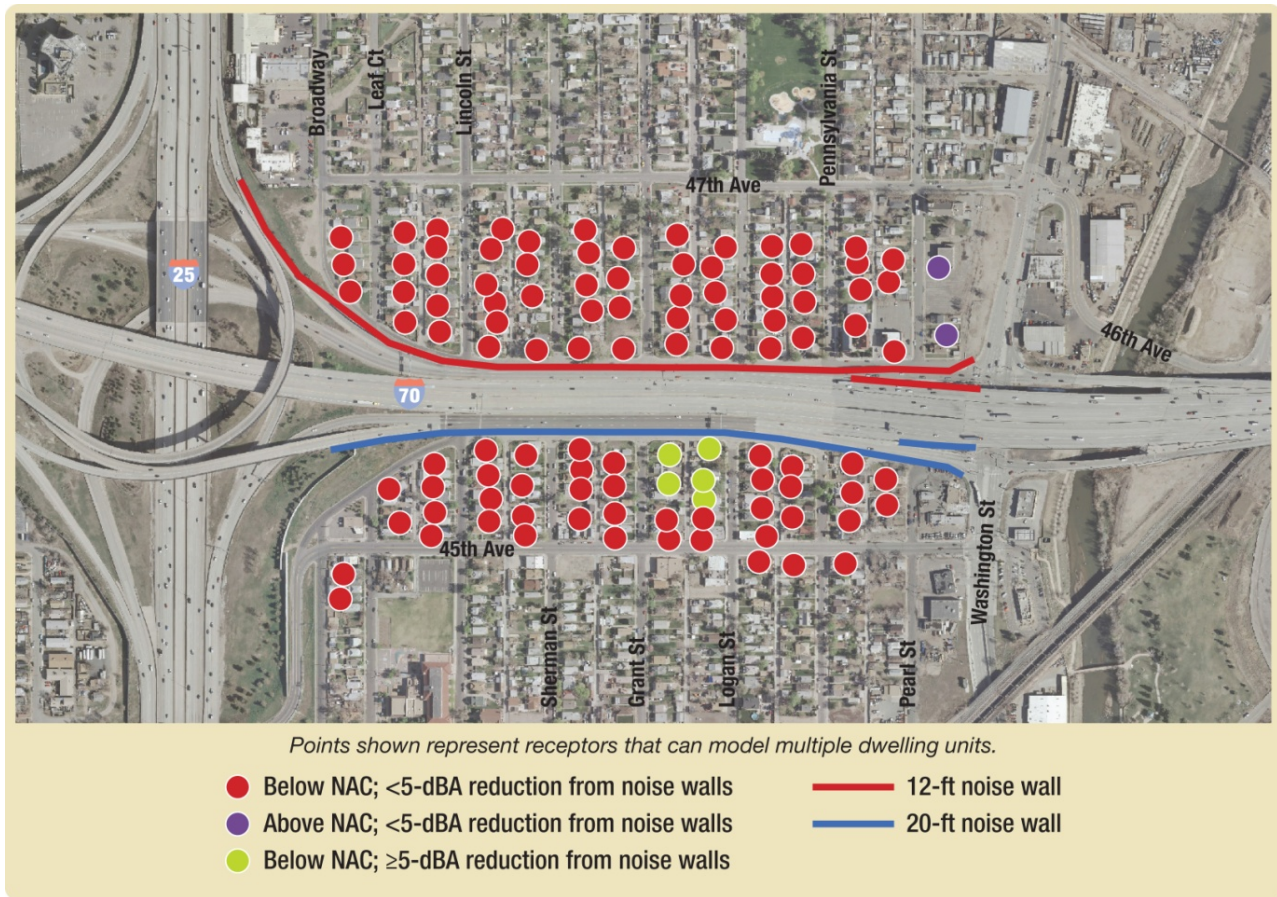 Broadway
Leaf Ct
Lincoln St
Pennsylvania St
47th Ave
25
46th Ave
70
45th Ave
Sherman St
Grant St
Logan St
Pearl St
Washington St
Points shown represent receptors that can model multiple dwelling units.
Below NAC; <5-dBA reduction from noise walls
Above NAC; <5-dBA reduction from noise walls
Below NAC; ≥5-dBA reduction from noise walls
12-ft noise wall
20-ft noise wall